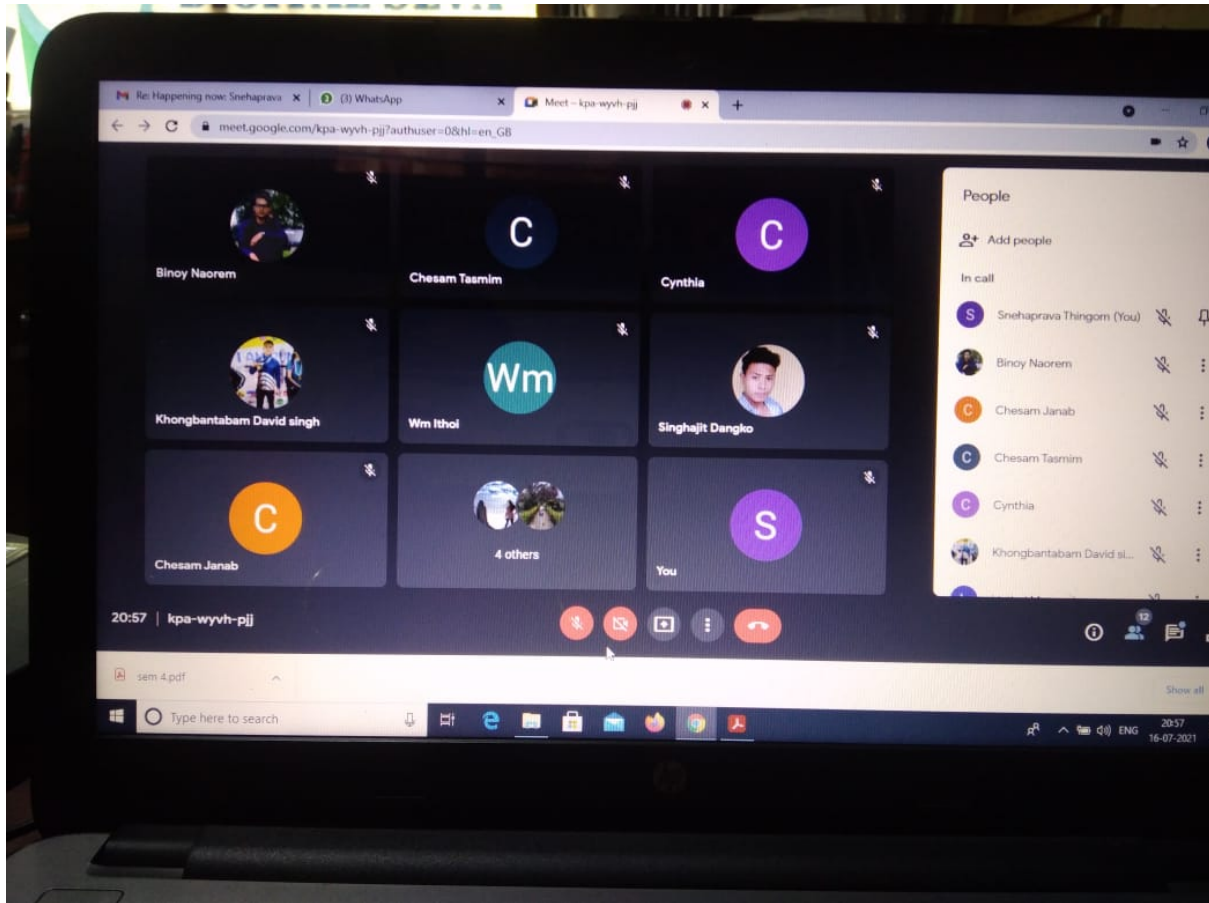 DIGITAL SEVA
Re: Happening now: Snehaprava
(3) WhatsApp
Meet – kpa-wyvh-pjj
meet.google.com/kpa-wyvh-pjj?authuser=0&hl=en_GB
Binoy Naorem
C
Chesam Tasmim
C
Cynthia
Khongbantabam David singh
Wm
Wm Ithoi
Singhajit Dangko
C
Chesam Janab
4 others
S
You
People
Add people
In call
S Snehaprava Thingom (You)
Binoy Naorem
C Chesam Janab
C Chesam Tasmim
C Cynthia
Khongbantabam David si...
20:57 | kpa-wyvh-pjj
12
sem 4.pdf
Show all
Type here to search
ENG
20:57
16-07-2021
hp